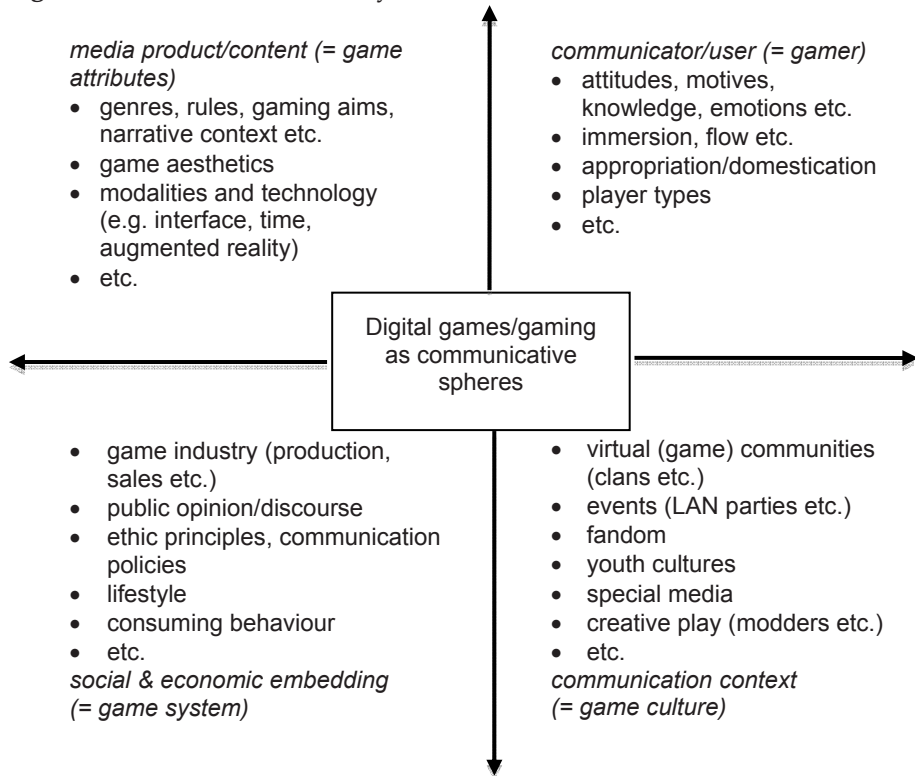 media product/content (= game
attributes)
• genres, rules, gaming aims,
narrative context etc.
• game aesthetics
• modalities and technology
(e.g. interface, time,
augmented reality)
• etc.
communicator/user (= gamer)
• attitudes, motives,
knowledge, emotions etc.
• immersion, flow etc.
• appropriation/domestication
• player types
• etc.
Digital games/gaming
as communicative
spheres
• game industry (production,
sales etc.)
• public opinion/discourse
• ethic principles, communication
policies
• lifestyle
• consuming behaviour
• etc.
social & economic embedding
(= game system)
• virtual (game) communities
(clans etc.)
• events (LAN parties etc.)
• fandom
• youth cultures
• special media
• creative play (modders etc.)
• etc.
communication context
(= game culture)